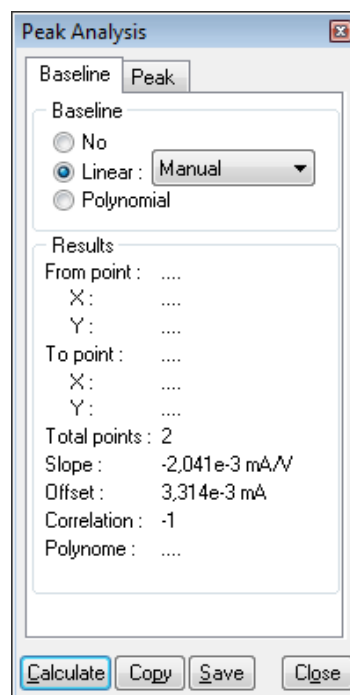 Peak Analysis
Baseline Peak
Baseline
No
Linear : Manual
Polynomial
Results
From point : ....
X : ....
Y : ....
To point : ....
X : ....
Y : ....
Total points : 2
Slope : -2,041e-3 mA/V
Offset : 3,314e-3 mA
Correlation : -1
Polynome : ....
Calculate Copy Save Close